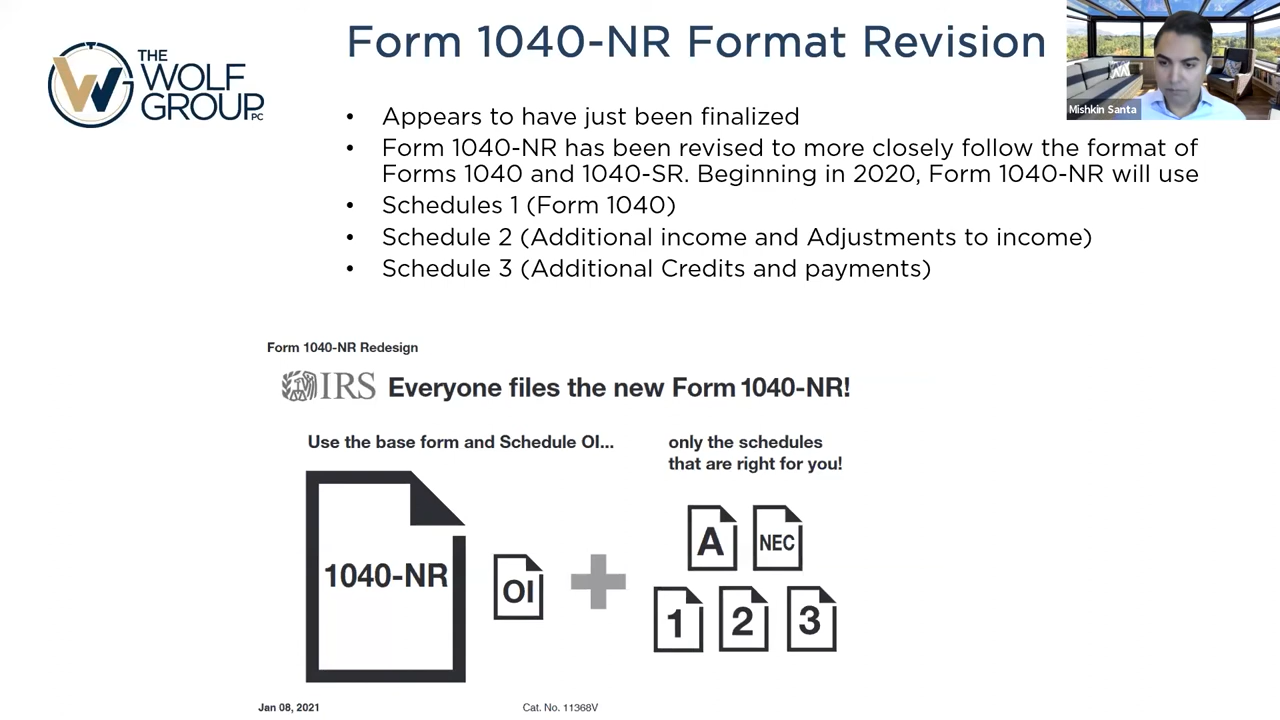 THE
WOLF
GROUP PC
Form 1040-NR Format Revision
Mishkin Santa
• Appears to have just been finalized
• Form 1040-NR has been revised to more closely follow the format of
Forms 1040 and 1040-SR. Beginning in 2020, Form 1040-NR will use
• Schedules 1 (Form 1040)
• Schedule 2 (Additional income and Adjustments to income)
• Schedule 3 (Additional Credits and payments)
Form 1040-NR Redesign
IRS Everyone files the new Form 1040-NR!
Use the base form and Schedule OI...
only the schedules
that are right for you!
1040-NR
OI
A NEC
1 2 3
Jan 08, 2021 Cat. No. 11368V